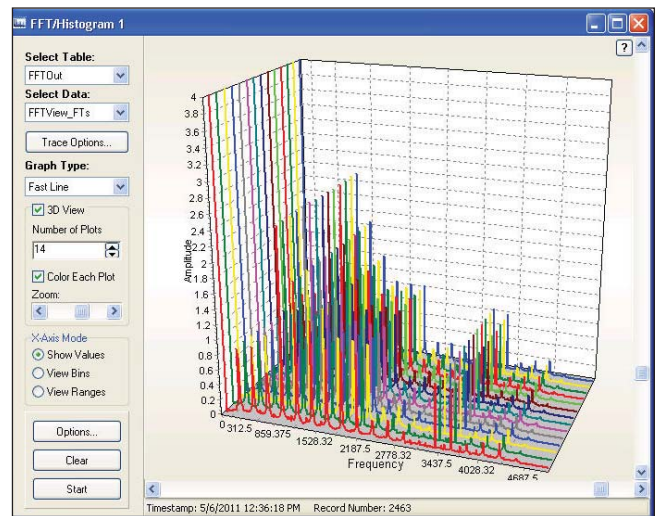 FFT/Histogram 1
?
Select Table:
FFTOut
Select Data:
FFTView_FTs
Trace Options...
Graph Type:
Fast Line
3D View
Number of Plots
14
Color Each Plot
Zoom:
X-Axis Mode
Show Values
View Bins
View Ranges
Options...
Clear
Start
4
3.8
3.6
3.4
3.2
3
2.8
2.6
2.4
2.2
2
1.8
1.6
1.4
1.2
1
0.8
0.6
0.4
0.2
0
Amplitude
0
312.5
859.375
1528.32
2187.5
2778.32
3437.5
4028.32
4687.5
Frequency
Timestamp: 5/6/2011 12:36:18 PM Record Number: 2463